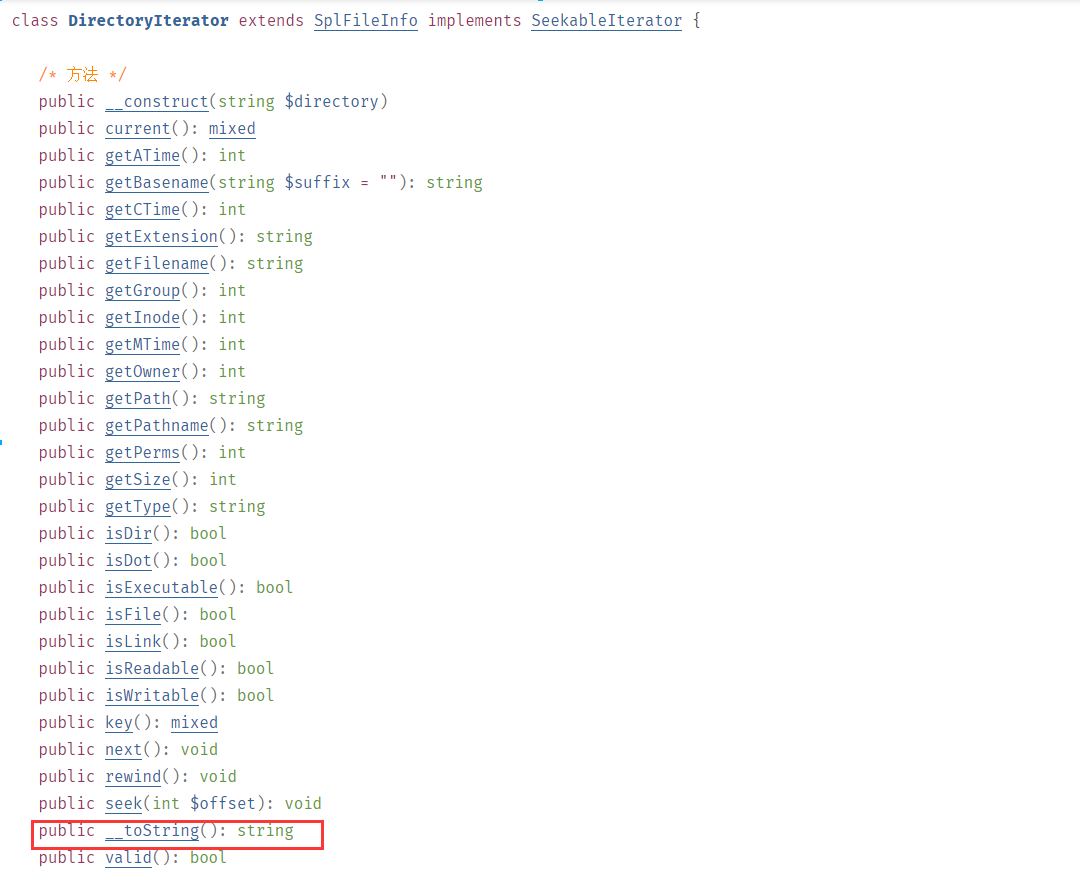 class DirectoryIterator extends SplFileInfo implements SeekableIterator {
/* 方法 */
public __construct(string $directory)
public current(): mixed
public getATime(): int
public getBasename(string $suffix = ""): string
public getCTime(): int
public getExtension(): string
public getFilename(): string
public getGroup(): int
public getInode(): int
public getMTime(): int
public getOwner(): int
public getPath(): string
public getPathname(): string
public getPerms(): int
public getSize(): int
public getType(): string
public isDir(): bool
public isDot(): bool
public isExecutable(): bool
public isFile(): bool
public isLink(): bool
public isReadable(): bool
public isWritable(): bool
public key(): mixed
public next(): void
public rewind(): void
public seek(int $offset): void
public __toString(): string
public valid(): bool